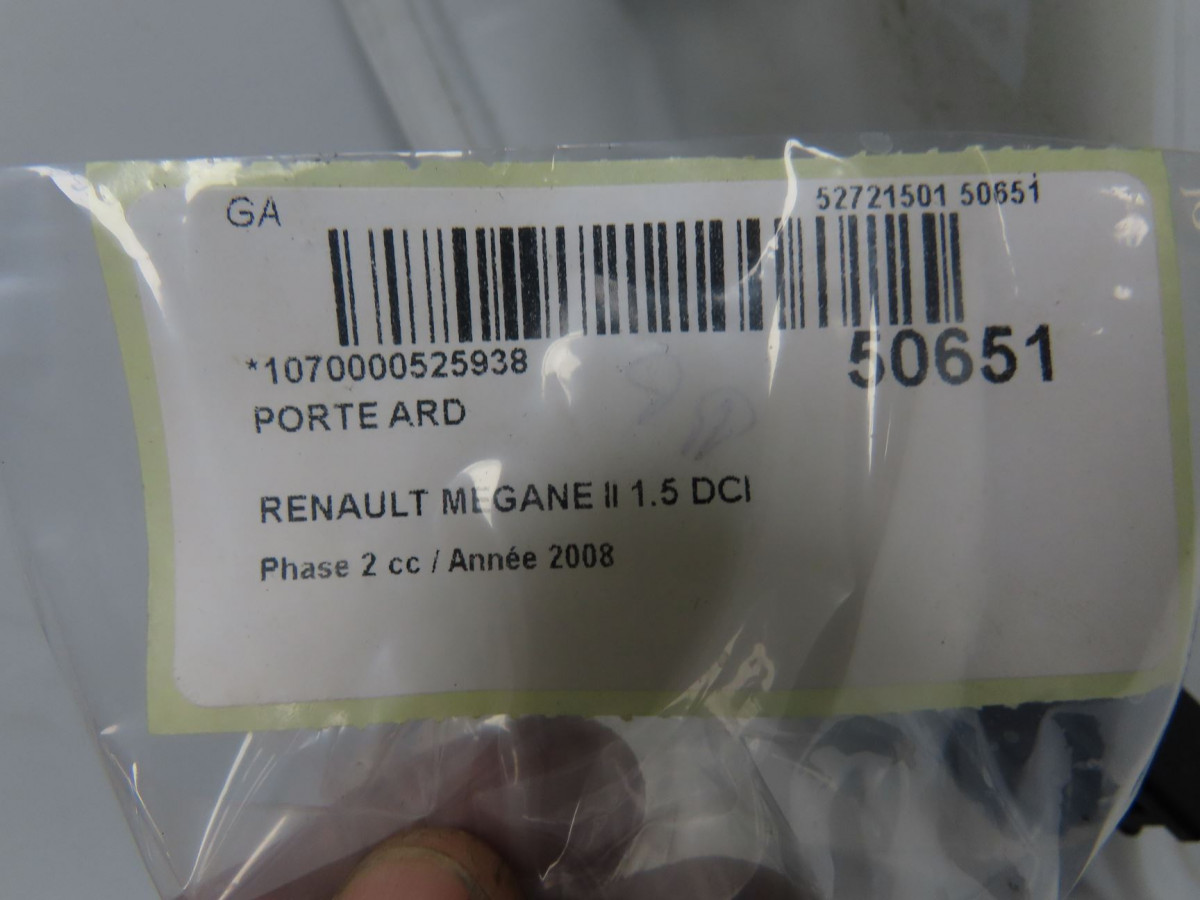 GA
52721501 50651
*1070000525938
50651
PORTE ARD
RENAULT MEGANE II 1.5 DCI
Phase 2 cc / Année 2008